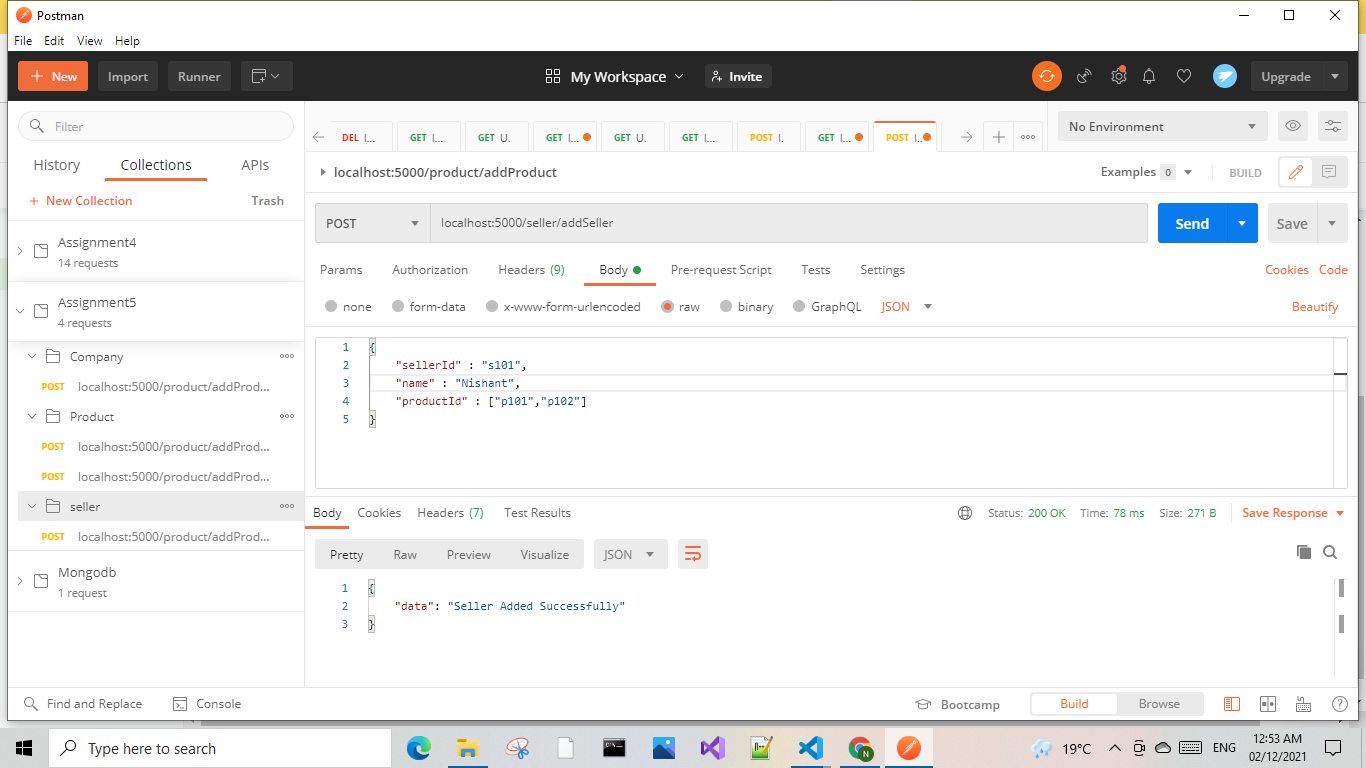 Postman
File Edit View Help
New Import Runner My Workspace Invite Upgrade
Filter
History Collections APIs
New Collection Trash
Assignment4
14 requests
Assignment5
4 requests
Company
POST localhost:5000/product/addProd...
Product
POST localhost:5000/product/addProd...
POST localhost:5000/product/addProd...
seller
POST localhost:5000/product/addProd...
Mongodb
1 request
DEL I... GET I... GET U. GET I... GET U. GET I... POST I. GET I... POST I..
No Environment
localhost:5000/product/addProduct Examples 0 BUILD
POST localhost:5000/seller/addSeller Send Save
Params Authorization Headers (9) Body Pre-request Script Tests Settings Cookies Code
none form-data x-www-form-urlencoded raw binary GraphQL JSON Beautify
1 {
2 "sellerId" : "s101",
3 "name" : "Nishant",
4 "productId" : ["p101","p102"]
5 }
Body Cookies Headers (7) Test Results Status: 200 OK Time: 78 ms Size: 271 B Save Response
Pretty Raw Preview Visualize JSON
1 {
2 "data": "Seller Added Successfully"
3 }
Find and Replace Console Bootcamp Build Browse
Type here to search
N
19°C ENG
12:53 AM
02/12/2021